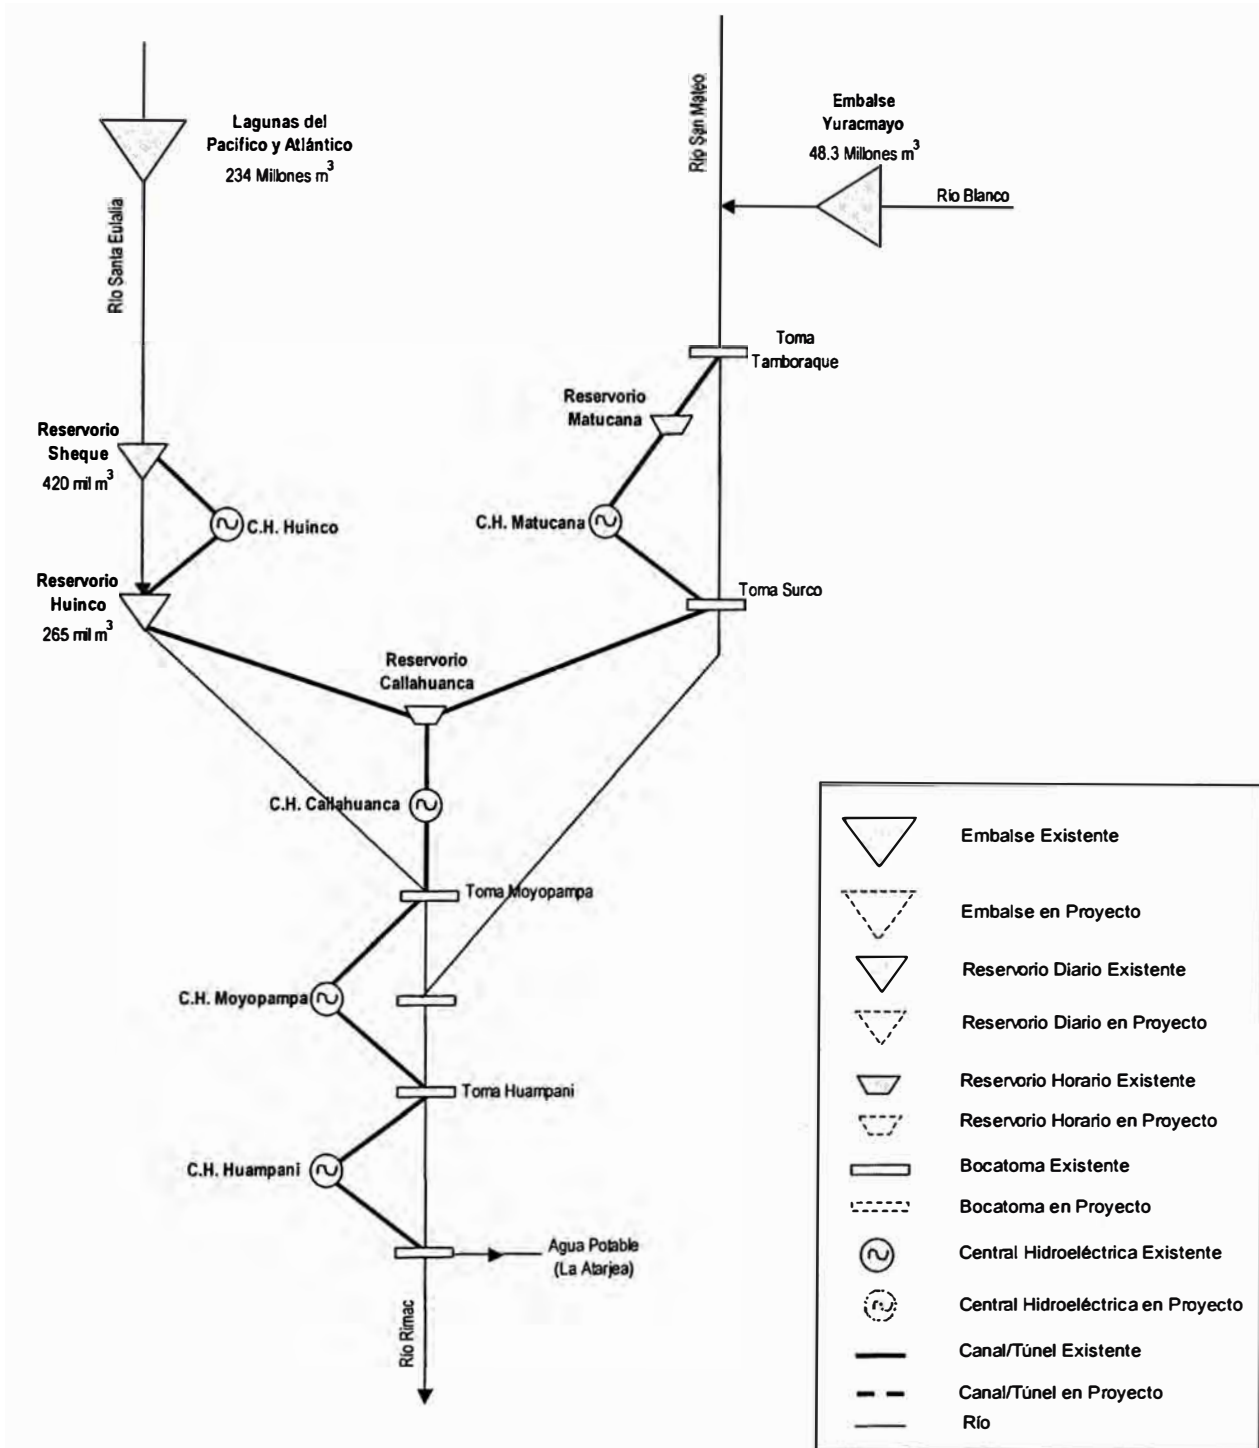 Lagunas del
Pacifico y Atlántico
234 Millones m³
Río Santa Eulalia
Río San Mateo
Embalse
Yuracmayo
48.3 Millones m³
Rio Blanco
Toma
Tamboraque
Reservorio
Matucana
Reservorio
Sheque
420 mil m³
C.H. Huinco
C.H. Matucana
Reservorio
Huinco
265 mil m³
Toma Surco
Reservorio
Callahuanca
C.H. Callahuanca
Toma Moyopampa
C.H. Moyopampa
Toma Huampani
C.H. Huampani
Agua Potable
(La Atarjea)
Río Rimac
Embalse Existente
Embalse en Proyecto
Reservorio Diario Existente
Reservorio Diario en Proyecto
Reservorio Horario Existente
Reservorio Horario en Proyecto
Bocatoma Existente
Bocatoma en Proyecto
Central Hidroeléctrica Existente
Central Hidroeléctrica en Proyecto
Canal/Túnel Existente
Canal/Túnel en Proyecto
Río